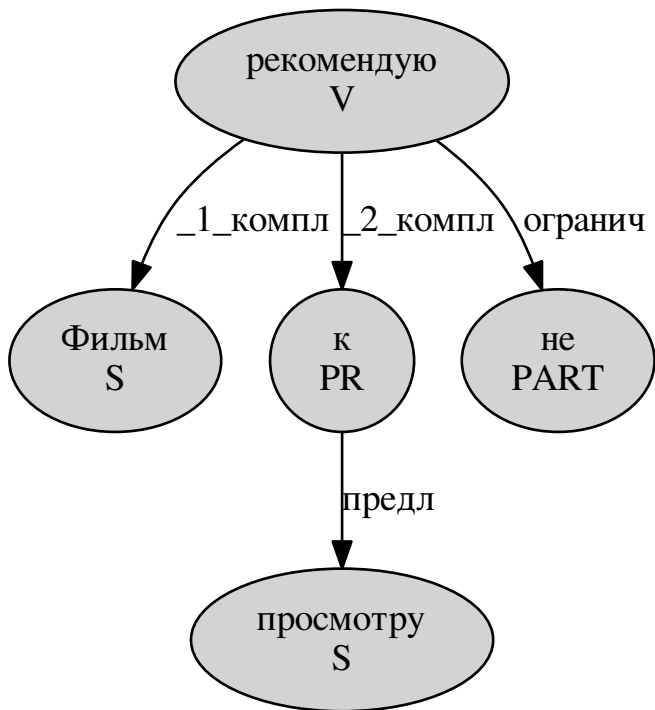 рекомендую
V
_1_компл
_2_компл
огранич
Фильм
S
к
PR
не
PART
предл
просмотру
S